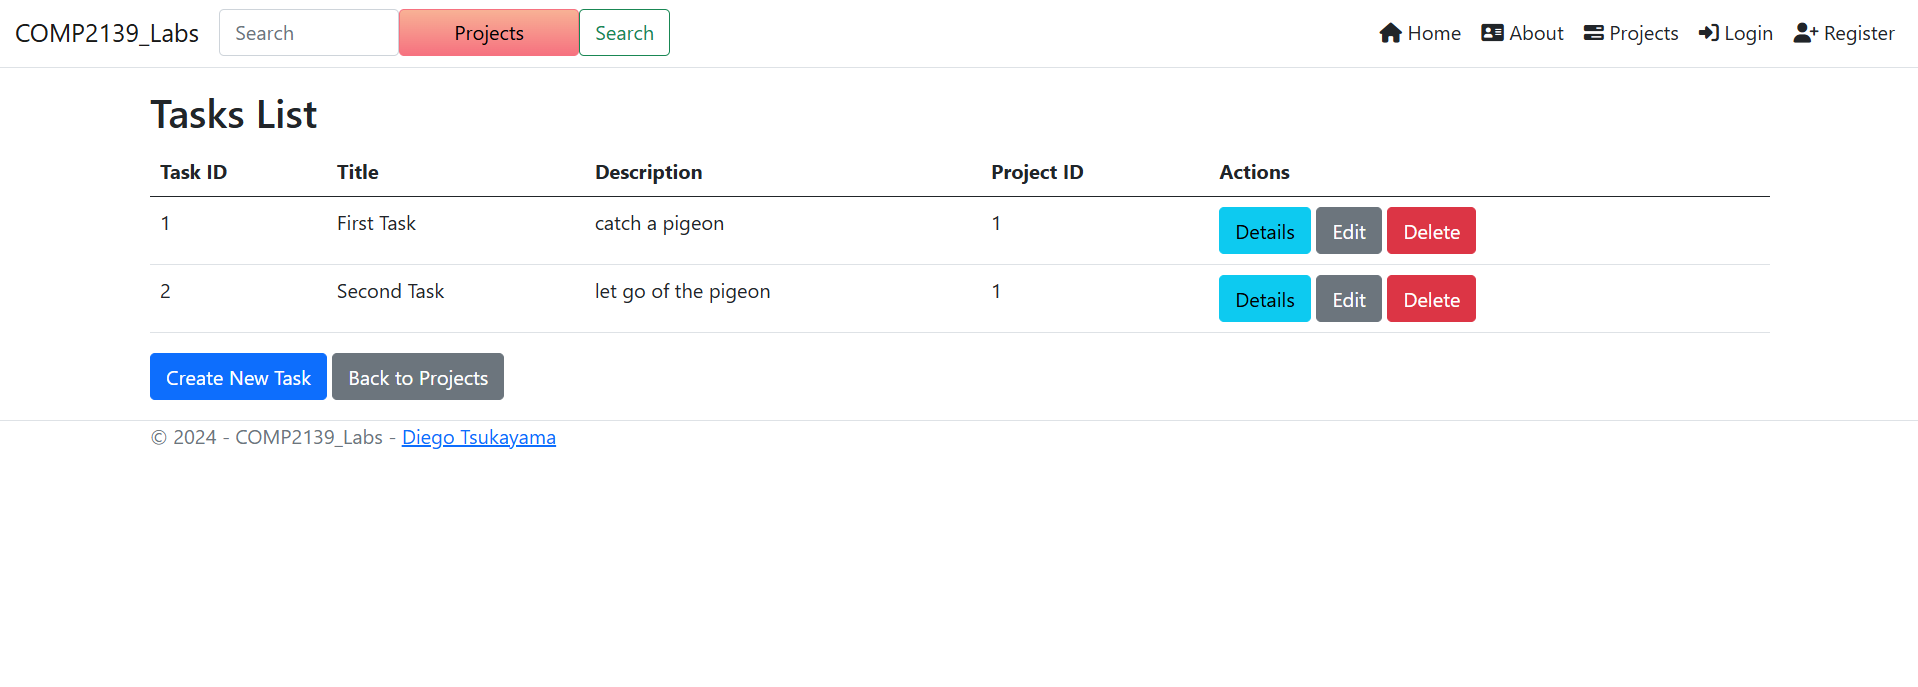 COMP2139_Labs Search Projects Search Home About Projects Login Register
Tasks List
Task ID Title Description Project ID Actions
1 First Task catch a pigeon 1 Details Edit Delete
2 Second Task let go of the pigeon 1 Details Edit Delete
Create New Task Back to Projects
© 2024 - COMP2139_Labs - Diego Tsukayama